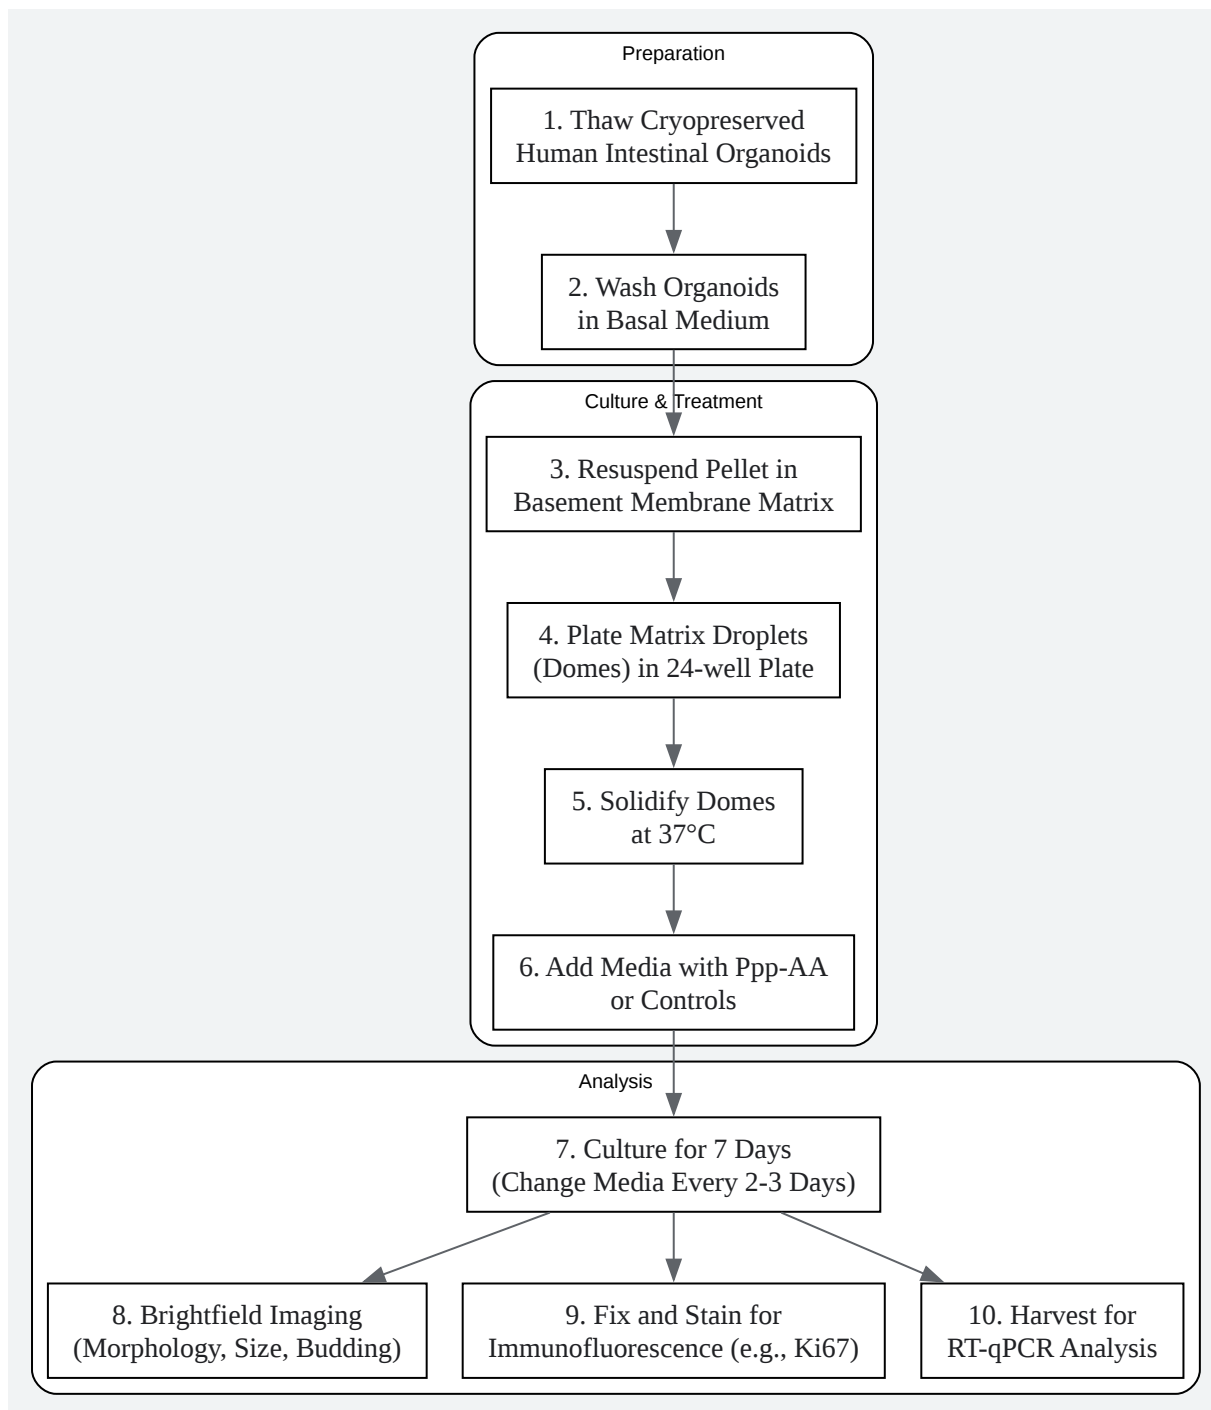 Preparation
1. Thaw Cryopreserved
Human Intestinal Organoids
2. Wash Organoids
in Basal Medium
Culture & Treatment
3. Resuspend Pellet in
Basement Membrane Matrix
4. Plate Matrix Droplets
(Domes) in 24-well Plate
5. Solidify Domes
at 37°C
6. Add Media with Ppp-AA
or Controls
Analysis
7. Culture for 7 Days
(Change Media Every 2-3 Days)
8. Brightfield Imaging
(Morphology, Size, Budding)
9. Fix and Stain for
Immunofluorescence (e.g., Ki67)
10. Harvest for
RT-qPCR Analysis